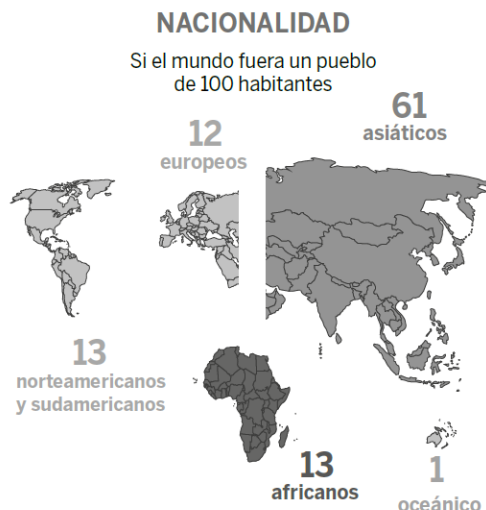 NACIONALIDAD
Si el mundo fuera un pueblo
de 100 habitantes
61
asiáticos
12
europeos
13
norteamericanos
y sudamericanos
13
africanos
1
oceánico